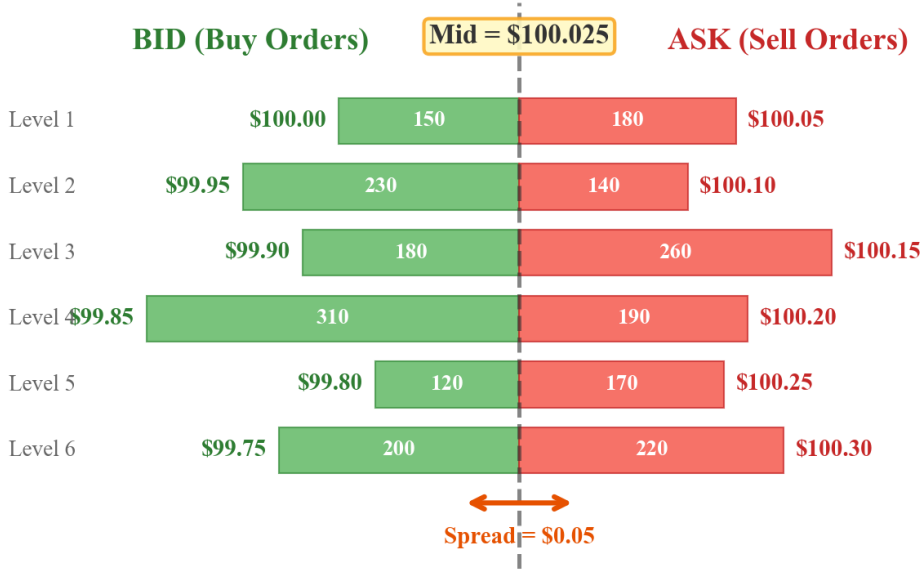 BID (Buy Orders) Mid = $100.025 ASK (Sell Orders)
Level 1 $100.00 150 180 $100.05
Level 2 $99.95 230 140 $100.10
Level 3 $99.90 180 260 $100.15
Level 4 $99.85 310 190 $100.20
Level 5 $99.80 120 170 $100.25
Level 6 $99.75 200 220 $100.30
Spread = $0.05